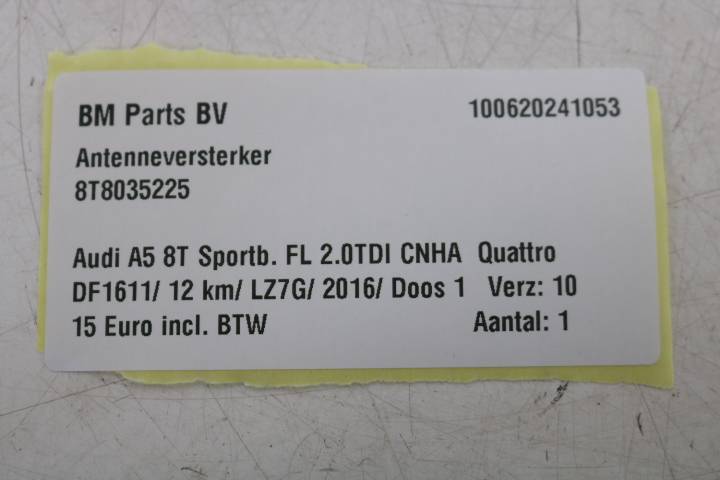 BM Parts BV 100620241053
Antenneversterker
8T8035225
Audi A5 8T Sportb. FL 2.0TDI CNHA Quattro
DF1611/ 12 km/ LZ7G/ 2016/ Doos 1 Verz: 10
15 Euro incl. BTW Aantal: 1